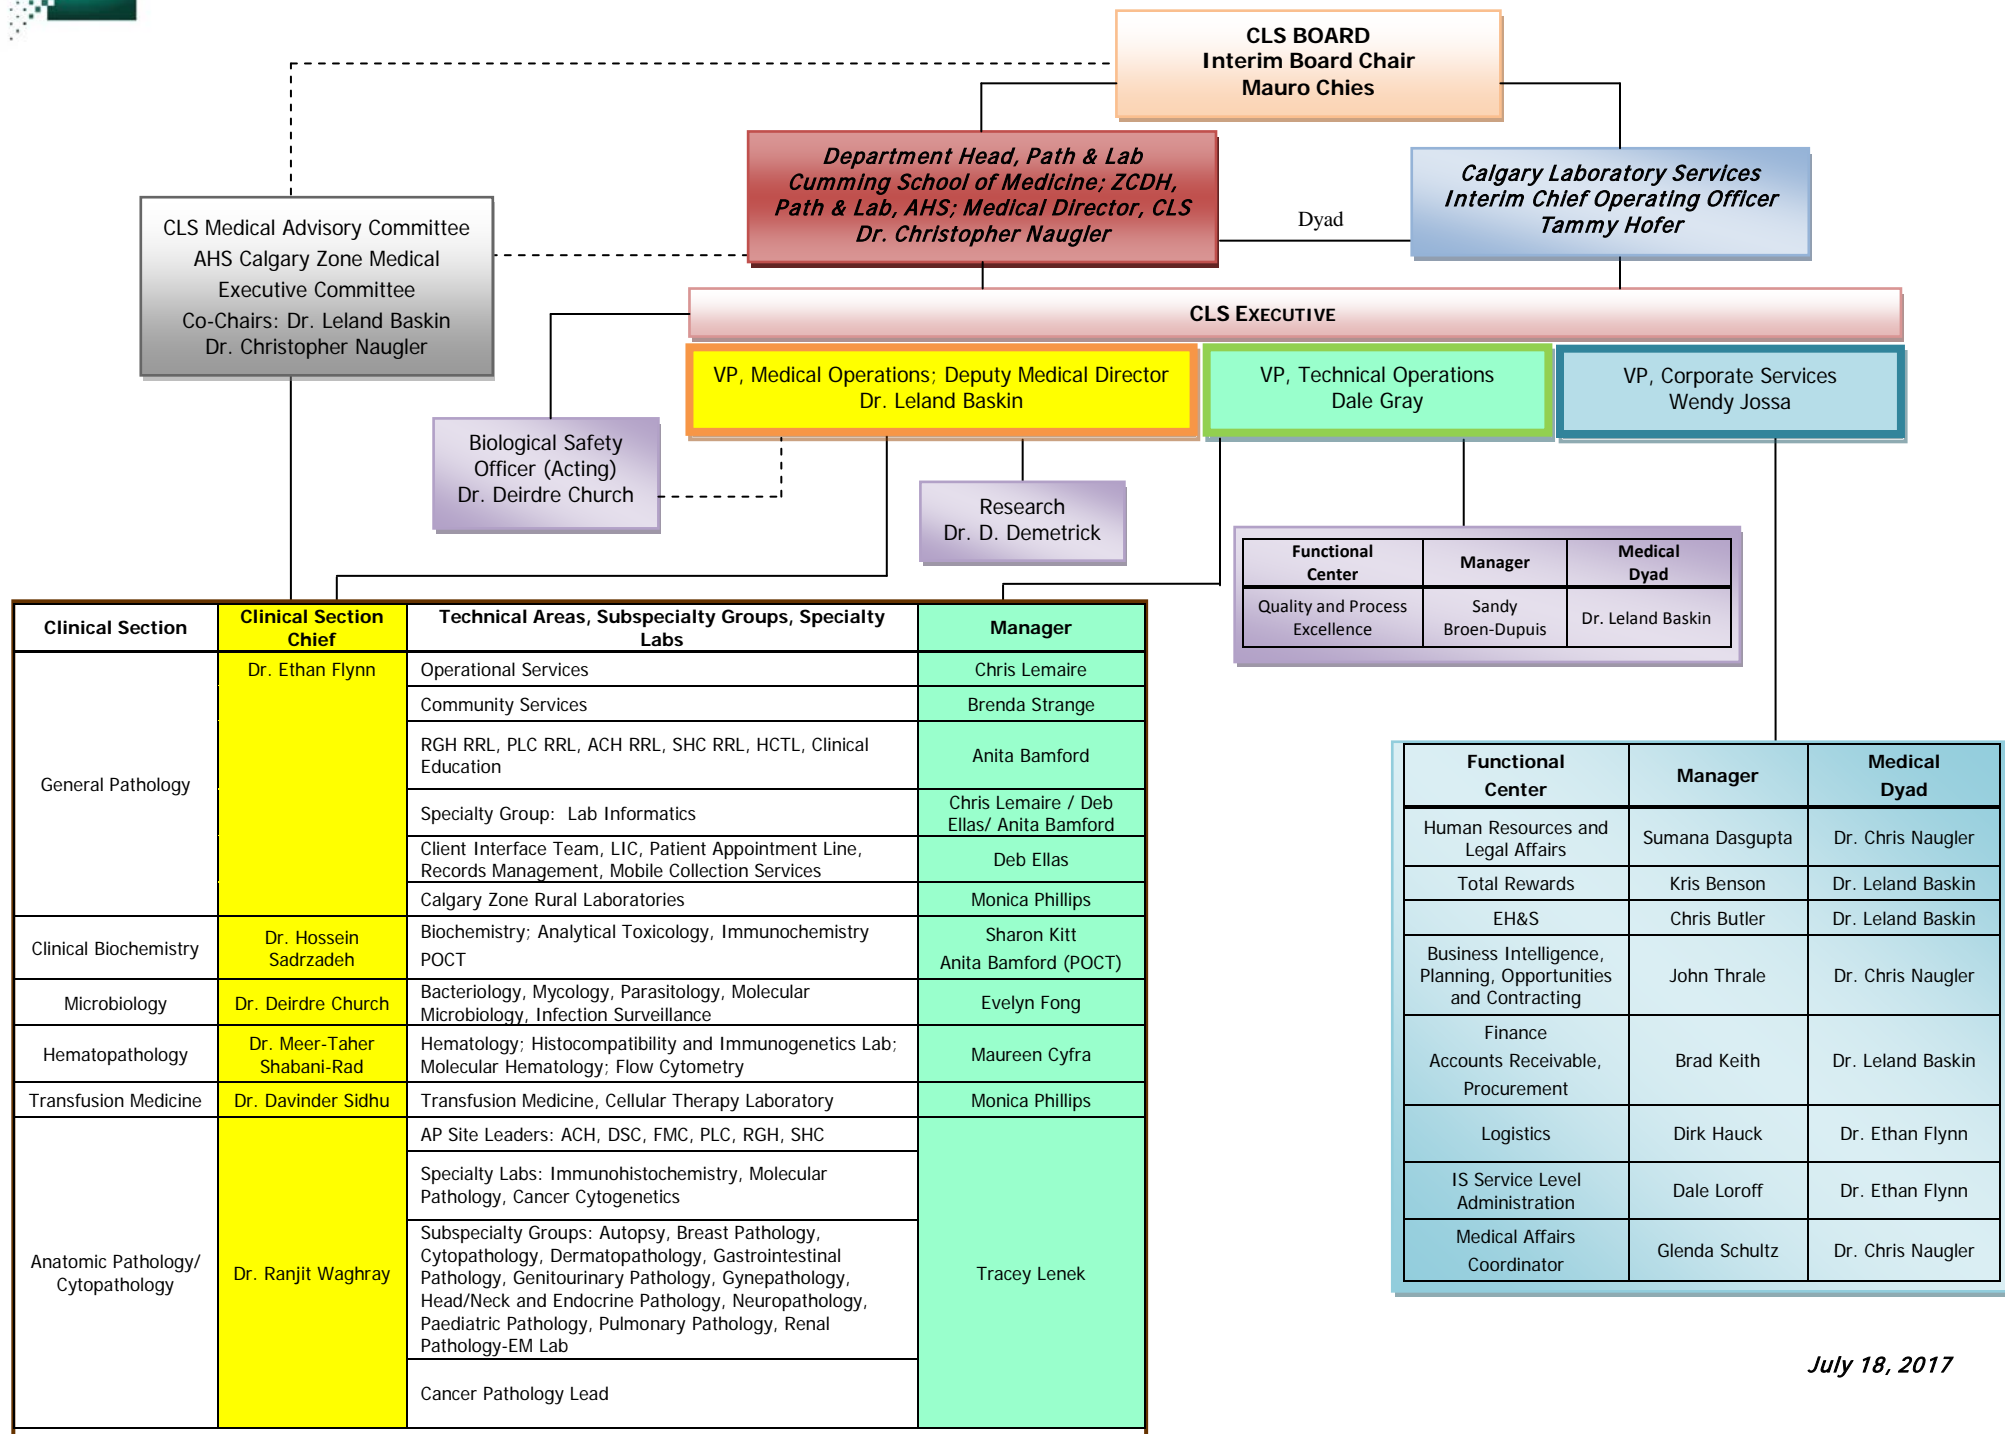 CLS BOARD
Interim Board Chair
Mauro Chies
Department Head, Path & Lab
Cumming School of Medicine; ZCDH,
Path & Lab, AHS; Medical Director, CLS
Dr. Christopher Naugler
Dyad
Calgary Laboratory Services
Interim Chief Operating Officer
Tammy Hofer
CLS Medical Advisory Committee
AHS Calgary Zone Medical
Executive Committee
Co-Chairs: Dr. Leland Baskin
Dr. Christopher Naugler
CLS EXECUTIVE
VP, Medical Operations; Deputy Medical Director
Dr. Leland Baskin
VP, Technical Operations
Dale Gray
VP, Corporate Services
Wendy Jossa
Biological Safety
Officer (Acting)
Dr. Deirdre Church
Research
Dr. D. Demetrick
Functional
Center
Manager
Medical
Dyad
Quality and Process
Excellence
Sandy
Broen-Dupuis
Dr. Leland Baskin
Clinical Section
Clinical Section
Chief
Technical Areas, Subspecialty Groups, Specialty
Labs
Manager
General Pathology
Dr. Ethan Flynn
Operational Services
Chris Lemaire
Community Services
Brenda Strange
RGH RRL, PLC RRL, ACH RRL, SHC RRL, HCTL, Clinical
Education
Anita Bamford
Specialty Group:  Lab Informatics
Chris Lemaire / Deb
Ellas/ Anita Bamford
Client Interface Team, LIC, Patient Appointment Line,
Records Management, Mobile Collection Services
Deb Ellas
Calgary Zone Rural Laboratories
Monica Phillips
Clinical Biochemistry
Dr. Hossein
Sadrzadeh
Biochemistry; Analytical Toxicology, Immunochemistry
POCT
Sharon Kitt
Anita Bamford (POCT)
Microbiology
Dr. Deirdre Church
Bacteriology, Mycology, Parasitology, Molecular
Microbiology, Infection Surveillance
Evelyn Fong
Hematopathology
Dr. Meer-Taher
Shabani-Rad
Hematology; Histocompatibility and Immunogenetics Lab;
Molecular Hematology; Flow Cytometry
Maureen Cyfra
Transfusion Medicine
Dr. Davinder Sidhu
Transfusion Medicine, Cellular Therapy Laboratory
Monica Phillips
Anatomic Pathology/
Cytopathology
Dr. Ranjit Waghray
AP Site Leaders: ACH, DSC, FMC, PLC, RGH, SHC
Specialty Labs: Immunohistochemistry, Molecular
Pathology, Cancer Cytogenetics
Subspecialty Groups: Autopsy, Breast Pathology,
Cytopathology, Dermatopathology, Gastrointestinal
Pathology, Genitourinary Pathology, Gynepathology,
Head/Neck and Endocrine Pathology, Neuropathology,
Paediatric Pathology, Pulmonary Pathology, Renal
Pathology-EM Lab
Cancer Pathology Lead
Tracey Lenek
Functional
Center
Manager
Medical
Dyad
Human Resources and
Legal Affairs
Sumana Dasgupta
Dr. Chris Naugler
Total Rewards
Kris Benson
Dr. Leland Baskin
EH&S
Chris Butler
Dr. Leland Baskin
Business Intelligence,
Planning, Opportunities
and Contracting
John Thrale
Dr. Chris Naugler
Finance
Accounts Receivable,
Procurement
Brad Keith
Dr. Leland Baskin
Logistics
Dirk Hauck
Dr. Ethan Flynn
IS Service Level
Administration
Dale Loroff
Dr. Ethan Flynn
Medical Affairs
Coordinator
Glenda Schultz
Dr. Chris Naugler
July 18, 2017